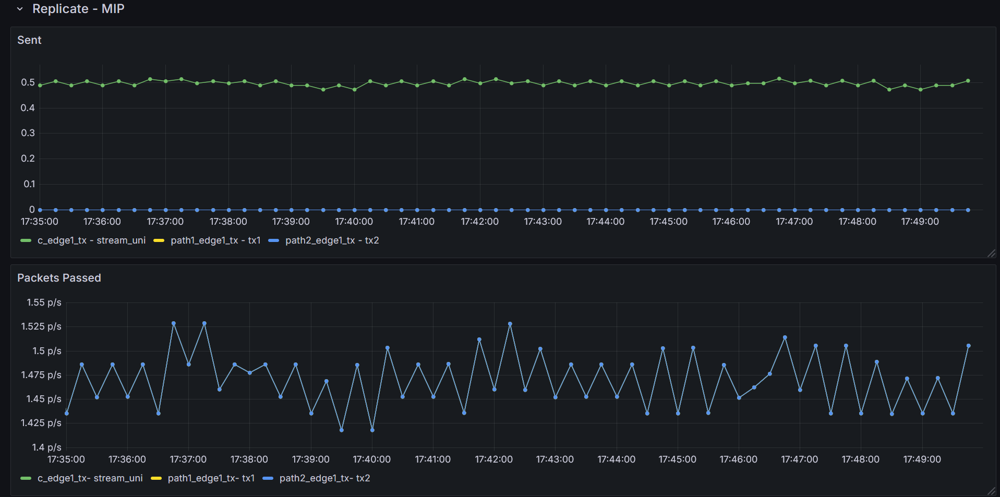 Replicate - MIP
Sent
0.5
0.4
0.3
0.2
0.1
0
17:35:00 17:36:00 17:37:00 17:38:00 17:39:00 17:40:00 17:41:00 17:42:00 17:43:00 17:44:00 17:45:00 17:46:00 17:47:00 17:48:00 17:49:00
c_edge1_tx - stream_uni path1_edge1_tx - tx1 path2_edge1_tx - tx2
Packets Passed
1.55 p/s
1.525 p/s
1.5 p/s
1.475 p/s
1.45 p/s
1.425 p/s
1.4 p/s
17:35:00 17:36:00 17:37:00 17:38:00 17:39:00 17:40:00 17:41:00 17:42:00 17:43:00 17:44:00 17:45:00 17:46:00 17:47:00 17:48:00 17:49:00
c_edge1_tx- stream_uni path1_edge1_tx- tx1 path2_edge1_tx- tx2